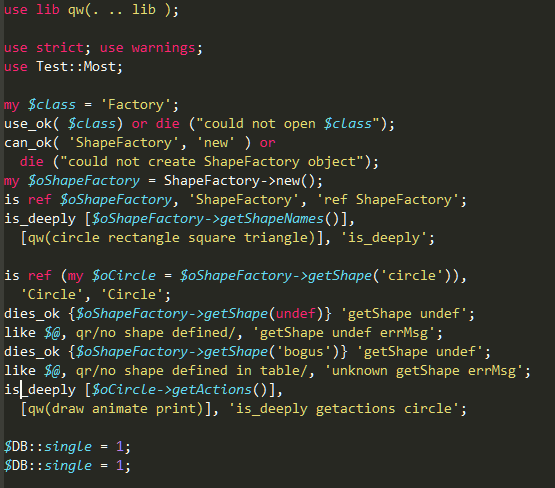 use lib qw(. .. lib );
use strict; use warnings;
use Test::Most;
my $class = 'Factory';
use_ok( $class) or die ("could not open $class");
can_ok( 'ShapeFactory', 'new' ) or
die ("could not create ShapeFactory object");
my $oShapeFactory = ShapeFactory->new();
is ref $oShapeFactory, 'ShapeFactory', 'ref ShapeFactory';
is_deeply [$oShapeFactory->getShapeNames()],
[qw(circle rectangle square triangle)], 'is_deeply';
is ref (my $oCircle = $oShapeFactory->getShape('circle')),
'Circle', 'Circle';
dies_ok {$oShapeFactory->getShape(undef)} 'getShape undef';
like $@, qr/no shape defined/, 'getShape undef errMsg';
dies_ok {$oShapeFactory->getShape('bogus')} 'getShape undef';
like $@, qr/no shape defined in table/, 'unknown getShape errMsg';
is_deeply [$oCircle->getActions()],
[qw(draw animate print)], 'is_deeply getactions circle';
$DB::single = 1;
$DB::single = 1;